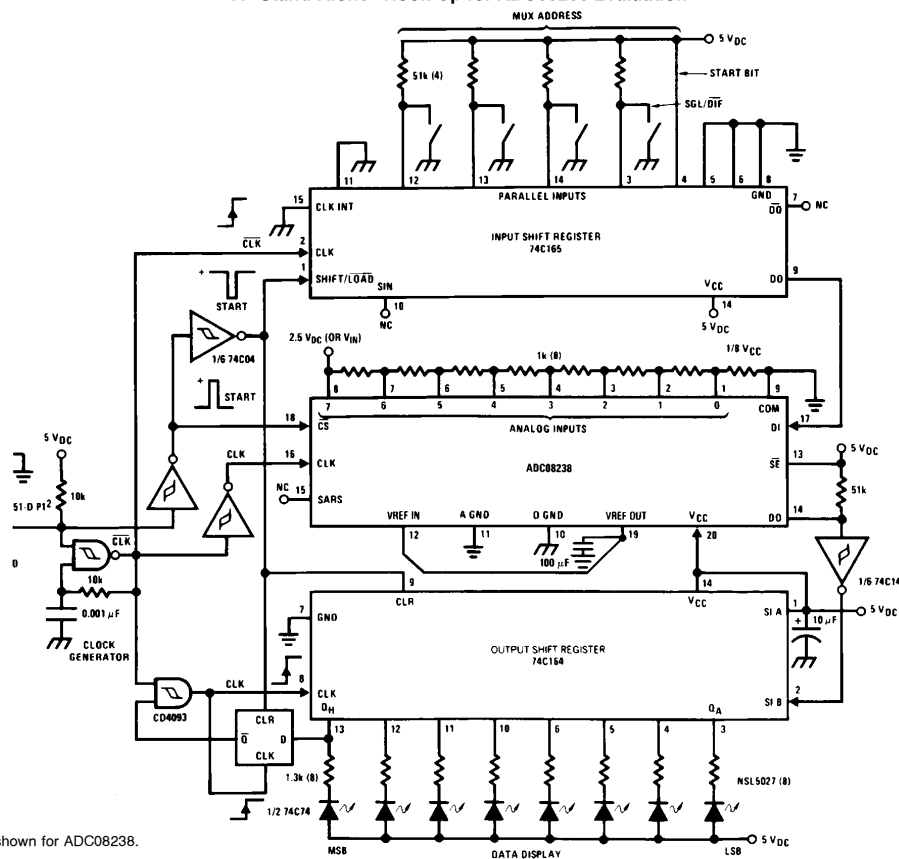 MUX ADDRESS
5 VDC
51k (4)
START BIT
SGL/DIF
11
12
13
14
3
4
5
6
8
PARALLEL INPUTS
GND
15
CLK INT
DQ
7
NC
INPUT SHIFT REGISTER
74C165
CLK
2
CLK
1
SHIFT/LOAD
DO
9
SIN
VCC
START
10
NC
14
5 VDC
1/6 74C04
2.5 VDC (OR VIN)
1k (8)
1/8 VCC
START
8
7
6
5
4
3
2
1
9
7
6
5
4
3
2
1
0
COM
DI
17
18
CS
ANALOG INPUTS
5 VDC
5 VDC
CLK
16
CLK
ADC08238
SE
13
51-D P1²
10k
NC
15
SARS
51k
DO
14
VREF IN
A GND
D GND
VREF OUT
VCC
CLK
12
11
10
19
20
D
100 µF
1/6 74C14
10k
9
14
CLR
VCC
0.001 µF
7
GND
SI A
1
5 VDC
10 µF
+
CLOCK
GENERATOR
OUTPUT SHIFT REGISTER
74C164
CLK
8
CLK
SI B
2
QH
QA
CD4093
CLR
Q
D
CLK
13
12
11
10
6
5
4
3
1.3k (8)
NSL5027 (8)
1/2 74C74
5 VDC
MSB
DATA DISPLAY
LSB
shown for ADC08238.